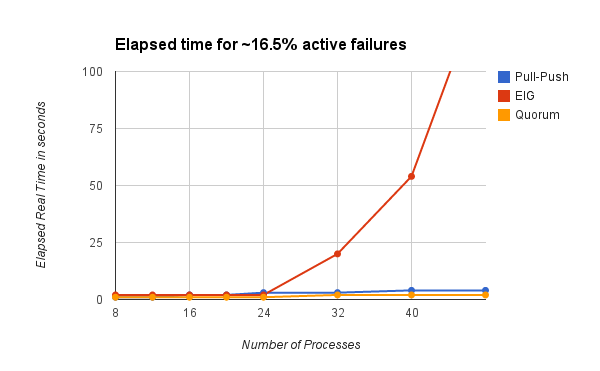 Elapsed time for ~16.5% active failures
Pull-Push
EIG
Quorum
Elapsed Real Time in seconds
100
75
50
25
0
8 16 24 32 40
Number of Processes